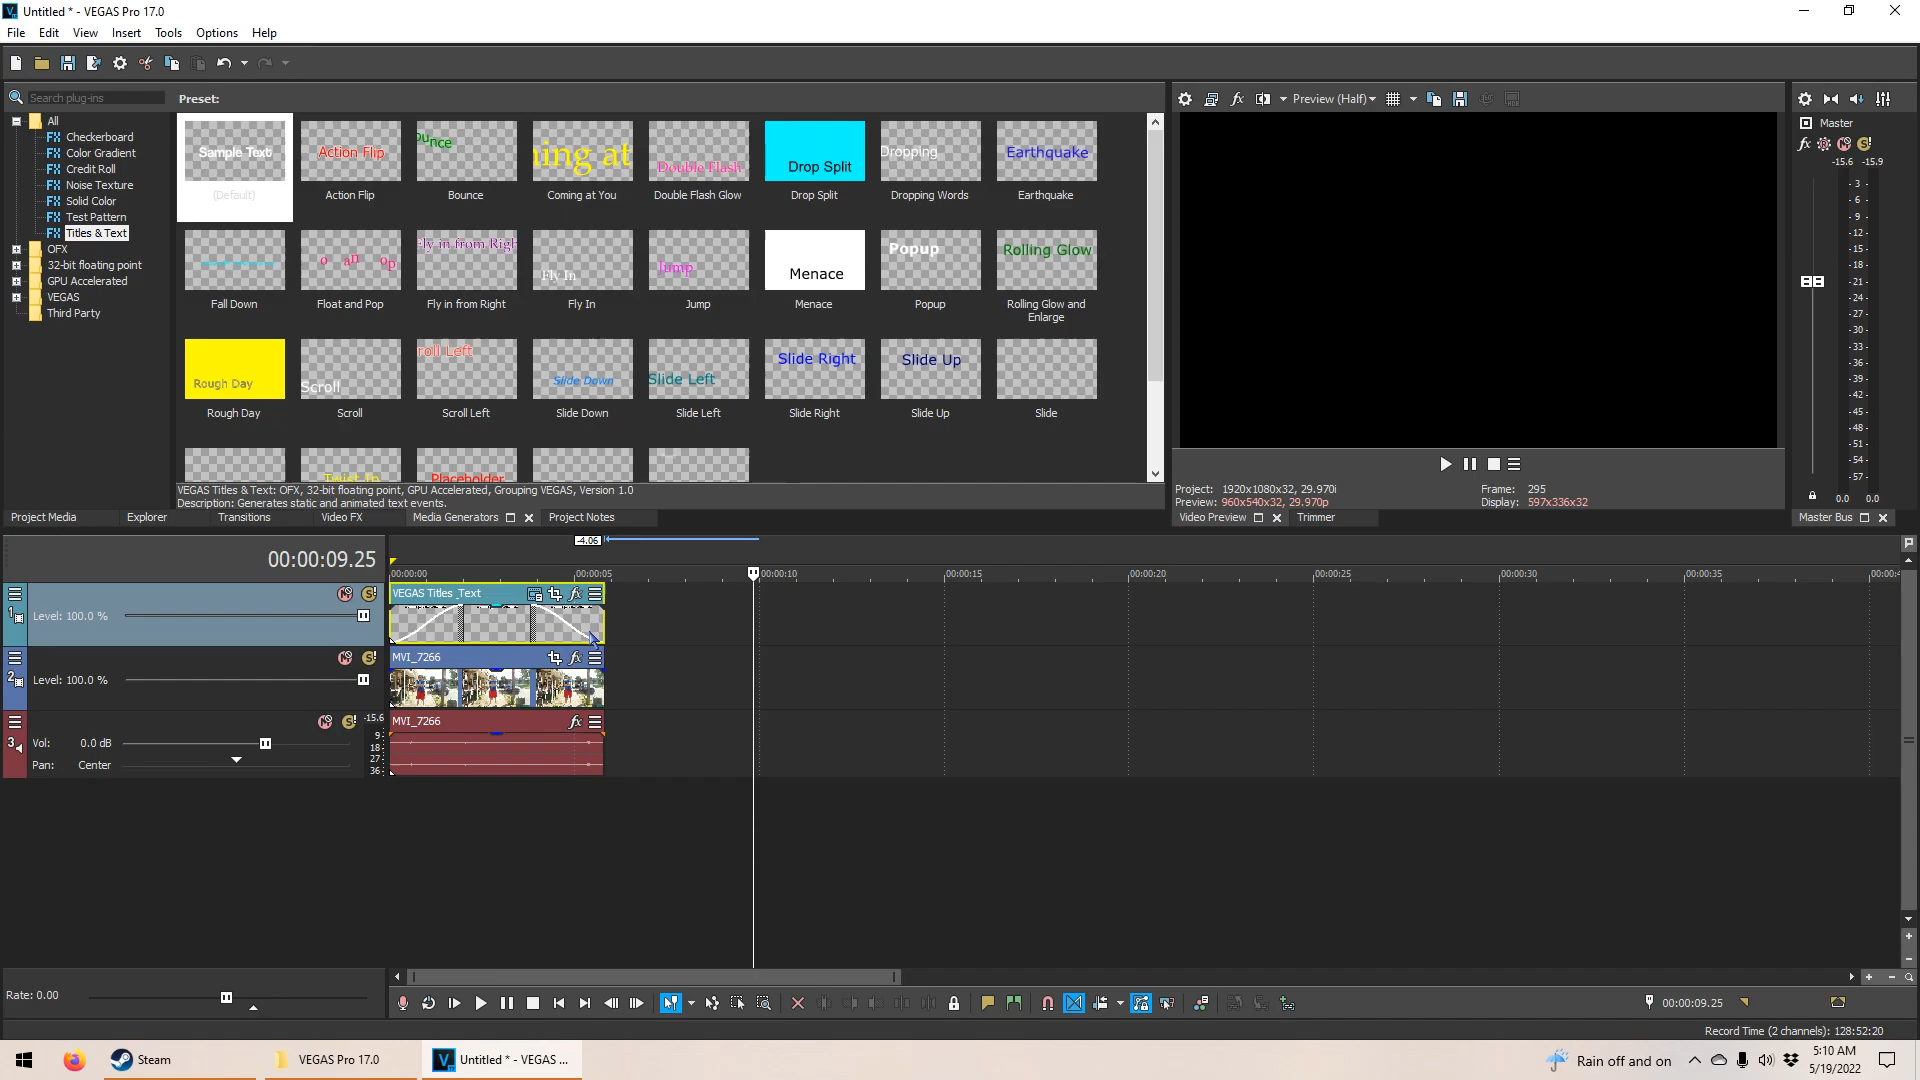 Untitled * - VEGAS Pro 17.0
File Edit View Insert Tools Options Help
Search plug-ins
Preset:
All
Checkerboard
Color Gradient
Credit Roll
Noise Texture
Solid Color
Test Pattern
Titles & Text
OFX
32-bit floating point
GPU Accelerated
VEGAS
Third Party
Sample Text Action Flip ounce ning at Double Flash Drop Split Dropping Earthquake
(Default) Action Flip Bounce Coming at You Double Flash Glow Drop Split Dropping Words Earthquake
o an op Fly in from Righ Fly In Jump Menace Popup Rolling Glow
Fall Down Float and Pop Fly in from Right Fly In Jump Menace Popup Rolling Glow and Enlarge
Rough Day Scroll roll Left Slide Down Slide Left Slide Right Slide Up
Rough Day Scroll Scroll Left Slide Down Slide Left Slide Right Slide Up Slide
Twist In Placeholder
VEGAS Titles & Text: OFX, 32-bit floating point, GPU Accelerated, Grouping VEGAS, Version 1.0
Description: Generates static and animated text events.
Project Media Explorer Transitions Video FX Media Generators Project Notes
Preview (Half)
Project: 1920x1080x32, 29.970i
Preview: 960x540x32, 29.970p
Frame: 295
Display: 597x336x32
Video Preview Trimmer
Master
-15.6 -15.9
- 3 -
- 6 -
- 9 -
-12-
-15-
-18-
-21-
-24-
-27-
-30-
-33-
-36-
-39-
-42-
-45-
-48-
-51-
-54-
-57-
0.0 0.0
Master Bus
00:00:09.25
-4.06
00:00:00 00:00:05 00:00:10 00:00:15 00:00:20 00:00:25 00:00:30 00:00:35
1
Level: 100.0 %
VEGAS Titles _Text
2
Level: 100.0 %
MVI_7266
3
-15.6
Vol: 0.0 dB
Pan: Center
9-
18-
27-
36-
MVI_7266
Rate: 0.00
00:00:09.25
Record Time (2 channels): 128:52:20
Steam
VEGAS Pro 17.0
Untitled * - VEGAS ...
Rain off and on
5:10 AM
5/19/2022